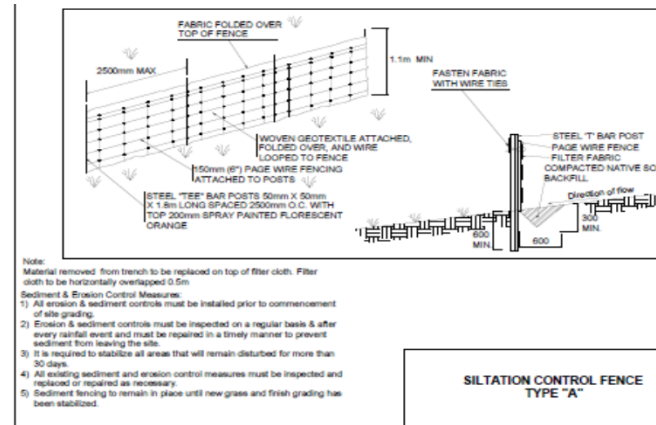 FABRIC FOLDED OVER
TOP OF FENCE
2500mm MAX
1.1m MIN
FASTEN FABRIC
WITH WIRE TIES
WOVEN GEOTEXTILE ATTACHED,
FOLDED OVER, AND WIRE
LOOPED TO FENCE
150mm (6") PAGE WIRE FENCING
ATTACHED TO POSTS
STEEL "TEE" BAR POSTS 50mm X 50mm
X 1.8m LONG SPACED 2500mm O.C. WITH
TOP 200mm SPRAY PAINTED FLORESCENT
ORANGE
STEEL 'T' BAR POST
PAGE WIRE FENCE
FILTER FABRIC
COMPACTED NATIVE SO
BACKFILL
Direction of flow
300
MIN.
600
MIN.
600
Note:
Material removed from trench to be replaced on top of filter cloth. Filter
cloth to be horizontally overlapped 0.5m
Sediment & Erosion Control Measures:
1) All erosion & sediment controls must be installed prior to commencement
of site grading.
2) Erosion & sediment controls must be inspected on a regular basis & after
every rainfall event and must be repaired in a timely manner to prevent
sediment from leaving the site.
3) It is required to stabilize all areas that will remain disturbed for more than
30 days.
4) All existing sediment and erosion control measures must be inspected and
replaced or repaired as necessary.
5) Sediment fencing to remain in place until new grass and finish grading has
been stabilized.
SILTATION CONTROL FENCE
TYPE "A"